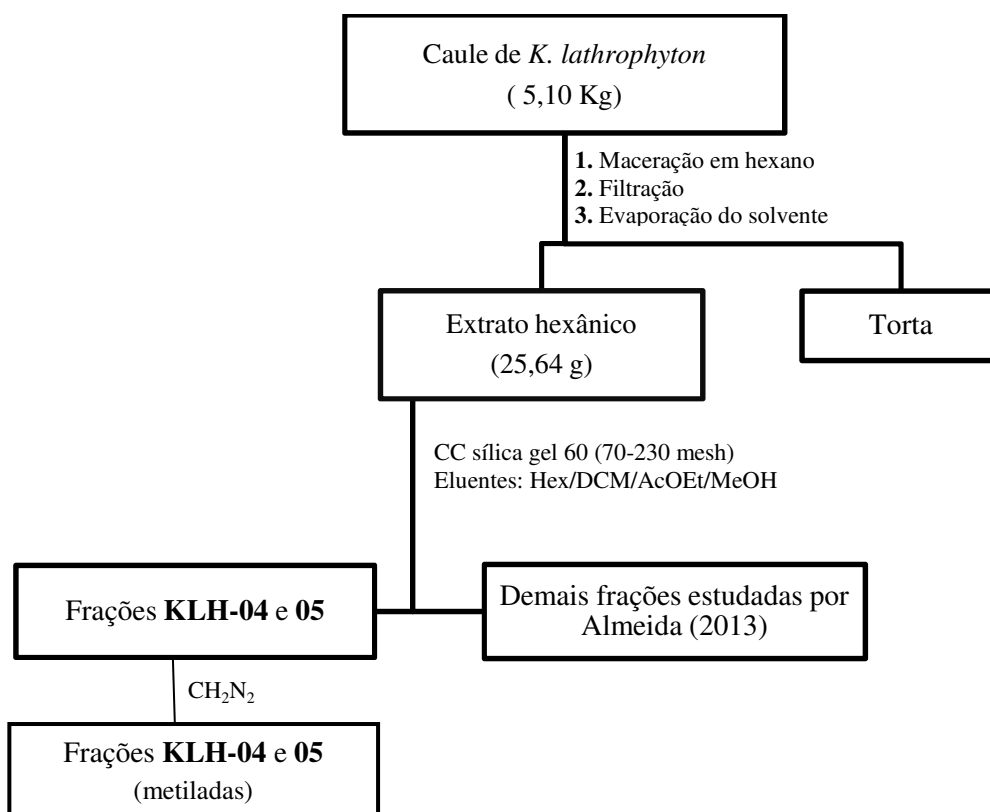 Caule de K. lathrophyton
( 5,10 Kg)
1. Maceração em hexano
2. Filtração
3. Evaporação do solvente
Extrato hexânico
(25,64 g)
Torta
CC sílica gel 60 (70-230 mesh)
Eluentes: Hex/DCM/AcOEt/MeOH
Frações KLH-04 e 05
Demais frações estudadas por
Almeida (2013)
CH₂N₂
Frações KLH-04 e 05
(metiladas)